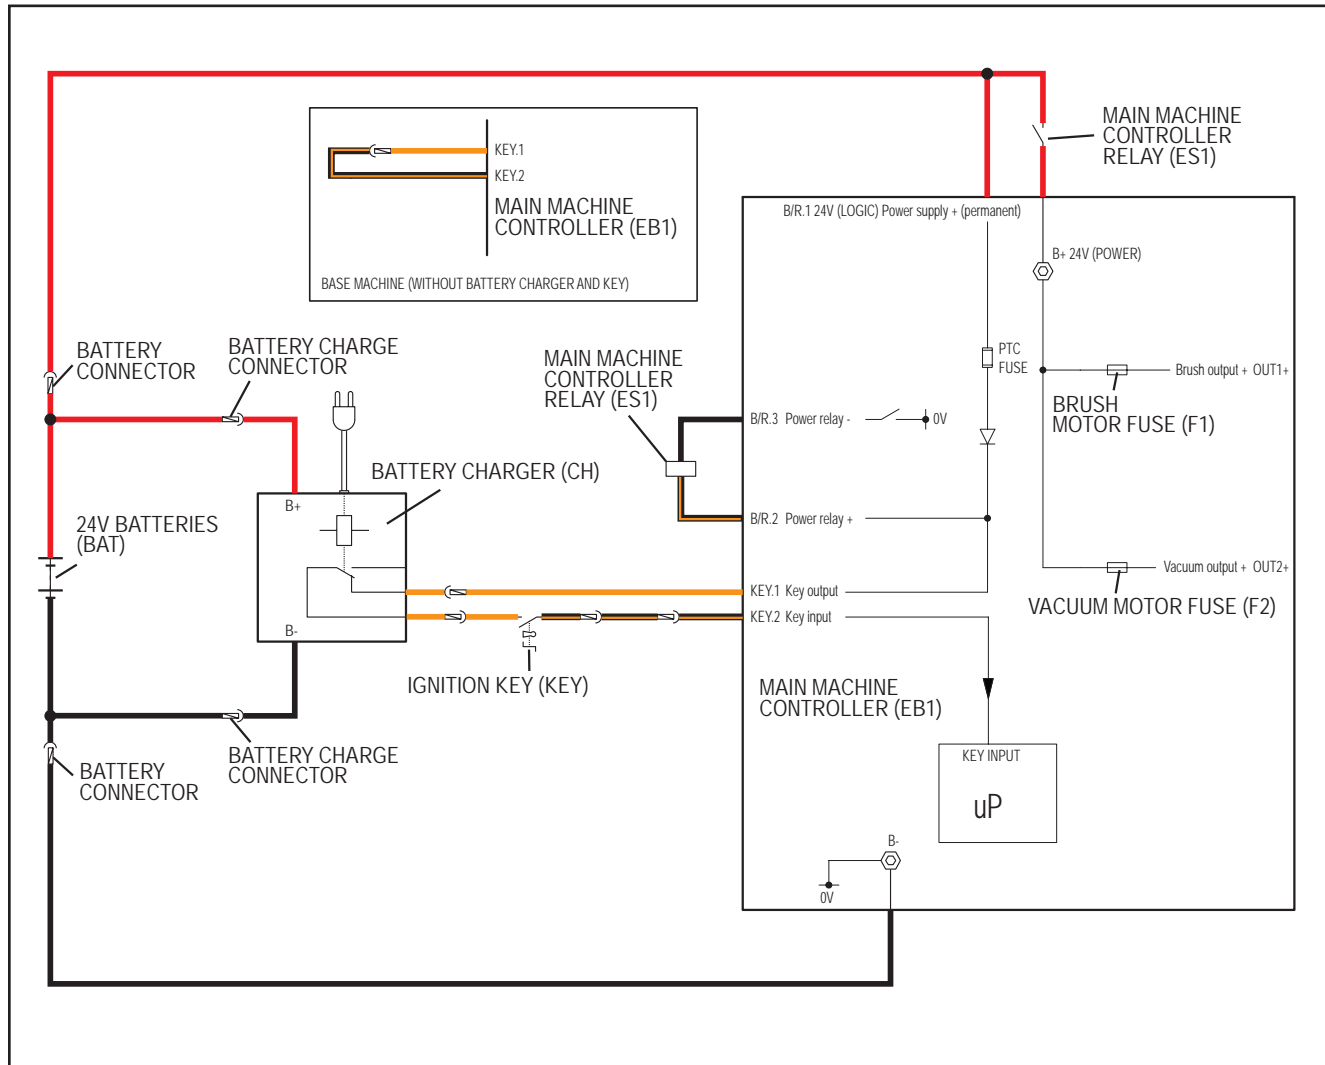 MAIN MACHINE
CONTROLLER
RELAY (ES1)
KEY.1
KEY.2
MAIN MACHINE
CONTROLLER (EB1)
BASE MACHINE (WITHOUT BATTERY CHARGER AND KEY)
B/R.1 24V (LOGIC) Power supply + (permanent)
B+ 24V (POWER)
BATTERY
CONNECTOR
BATTERY CHARGE
CONNECTOR
MAIN MACHINE
CONTROLLER
RELAY (ES1)
PTC
FUSE
Brush output + OUT1+
BRUSH
MOTOR FUSE (F1)
B/R.3 Power relay -
0V
BATTERY CHARGER (CH)
B+
24V BATTERIES
(BAT)
B/R.2 Power relay +
Vacuum output + OUT2+
VACUUM MOTOR FUSE (F2)
KEY.1 Key output
KEY.2 Key input
B-
IGNITION KEY (KEY)
MAIN MACHINE
CONTROLLER (EB1)
BATTERY CHARGE
CONNECTOR
BATTERY
CONNECTOR
KEY INPUT
uP
B-
0V